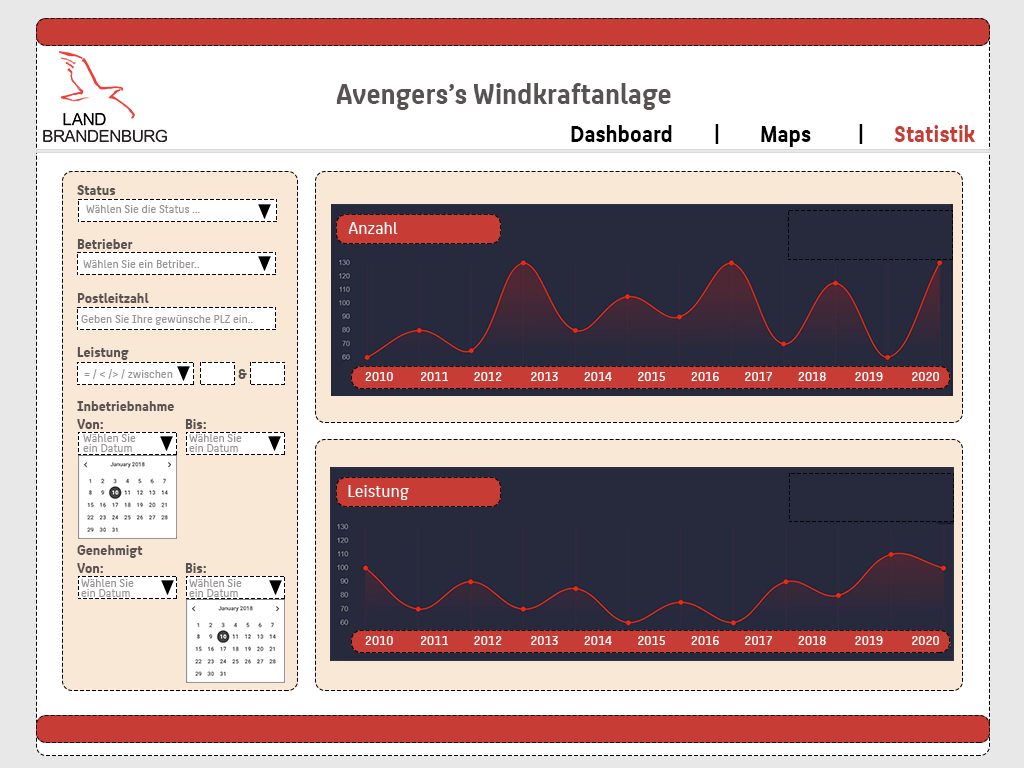 LAND
BRANDENBURG
Avengers’s Windkraftanlage
Dashboard | Maps | Statistik
Status
Wählen Sie die Status ...
Betrieber
Wählen Sie ein Betriber..
Postleitzahl
Geben Sie Ihre gewünsche PLZ ein..
Leistung
= / < /> / zwischen
&
Inbetriebnahme
Von: Bis:
Wählen Sie
ein Datum
Wählen Sie
ein Datum
January 2018
1 2 3 4 5 6 7
8 9 10 11 12 13 14
15 16 17 18 19 20 21
22 23 24 25 26 27 28
29 30 31
Genehmigt
Von: Bis:
Wählen Sie
ein Datum
Wählen Sie
ein Datum
January 2018
1 2 3 4 5 6 7
8 9 10 11 12 13 14
15 16 17 18 19 20 21
22 23 24 25 26 27 28
29 30 31
Anzahl
130
120
110
100
90
80
70
60
2010 2011 2012 2013 2014 2015 2016 2017 2018 2019 2020
Leistung
130
120
110
100
90
80
70
60
2010 2011 2012 2013 2014 2015 2016 2017 2018 2019 2020